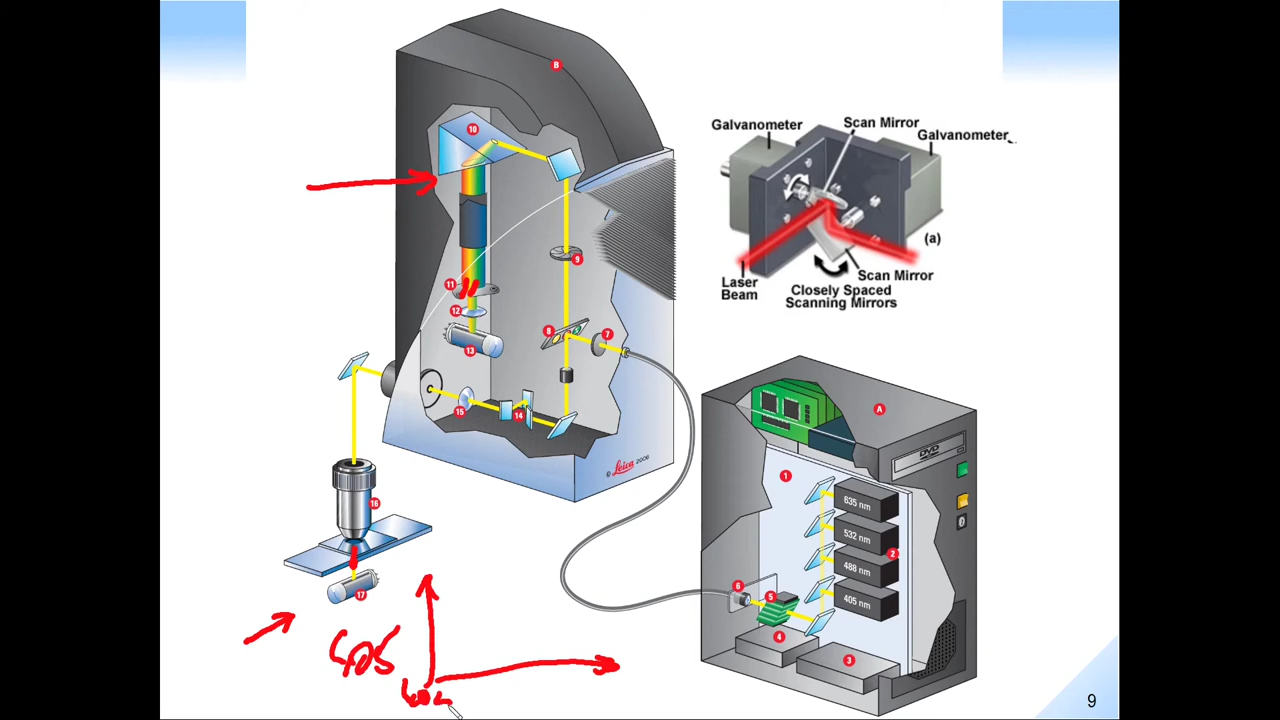 B
10
11
12
13
9
8
7
15
14
16
17
© Leica 2006
Galvanometer
Scan Mirror
Galvanometer
(a)
Laser
Beam
Scan Mirror
Closely Spaced
Scanning Mirrors
A
DVD
1
635 nm
532 nm
2
488 nm
405 nm
6
5
4
3
405
9